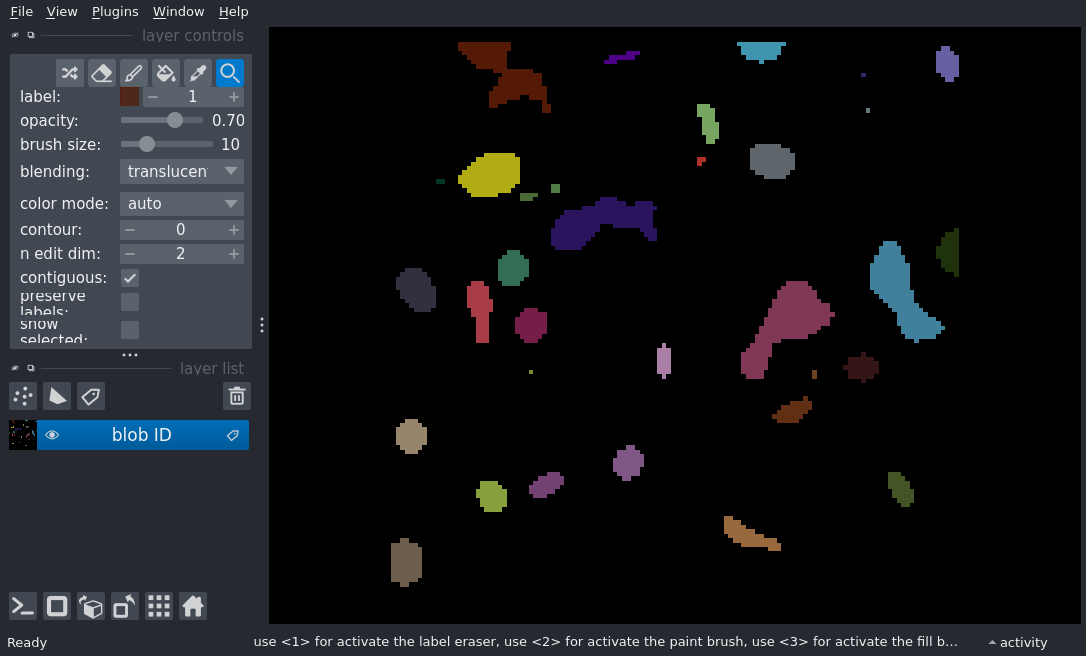 File View Plugins Window Help
layer controls
label: 1
opacity: 0.70
brush size: 10
blending: translucen
color mode: auto
contour: 0
n edit dim: 2
contiguous:
preserve
labels:
show
selected:
layer list
blob ID
Ready
use <1> for activate the label eraser, use <2> for activate the paint brush, use <3> for activate the fill b...
activity